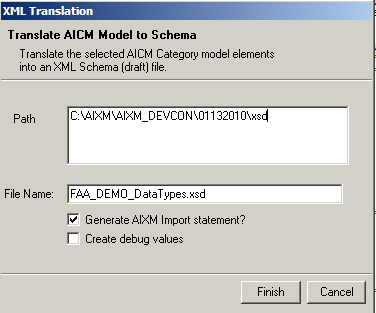 XML Translation
Translate AICM Model to Schema
Translate the selected AICM Category model elements
into an XML Schema (draft) file.
Path
C:\AIXM\AIXM_DEVCON\01132010\xsd
File Name:
FAA_DEMO_DataTypes.xsd
Generate AIXM Import statement?
Create debug values
Finish
Cancel